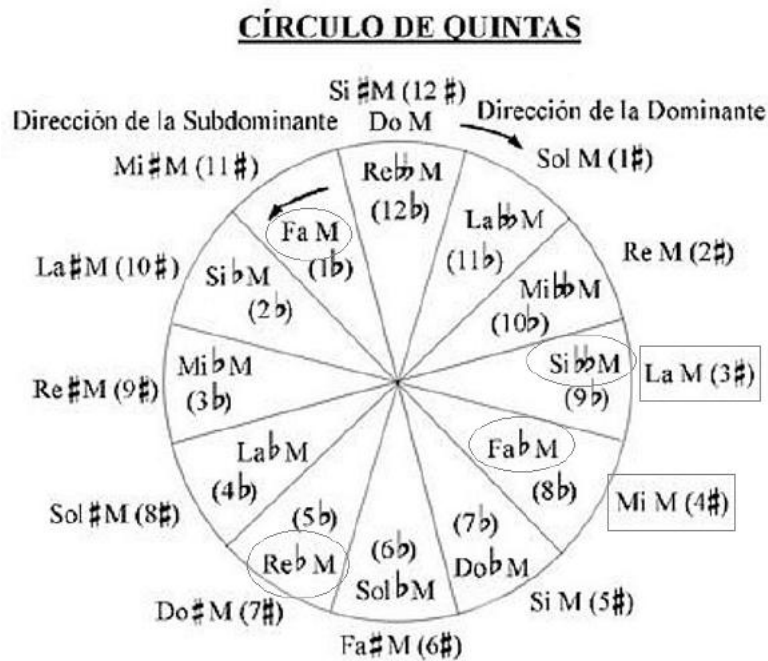 CÍRCULO DE QUINTAS
Si ♯M (12 ♯)
Dirección de la Subdominante
Do M
Dirección de la Dominante
Mi♯M (11♯)
Sol M (1♯)
Re𝄫 M
(12♭)
Fa M
(1♭)
La𝄫M
(11♭)
La♯M (10♯)
Si♭M
(2♭)
Mi𝄫M
(10♭)
Re M (2♯)
Re♯M (9♯)
Mi♭M
(3♭)
Si𝄫M
(9♭)
La M (3♯)
La♭M
(4♭)
Fa♭M
(8♭)
Mi M (4♯)
Sol♯M (8♯)
(5♭)
Re♭M
(6♭)
Sol♭M
(7♭)
Do♭M
Si M (5♯)
Do♯M (7♯)
Fa♯M (6♯)